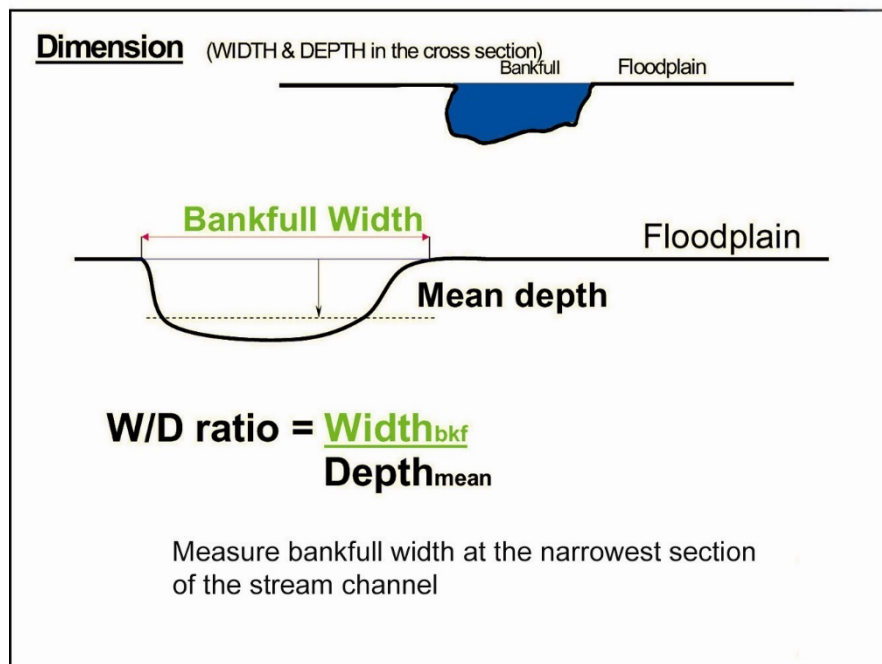 Dimension (WIDTH & DEPTH in the cross section)
Bankfull Floodplain
Bankfull Width
Floodplain
Mean depth
W/D ratio = Widthbkf
Depthmean
Measure bankfull width at the narrowest section
of the stream channel